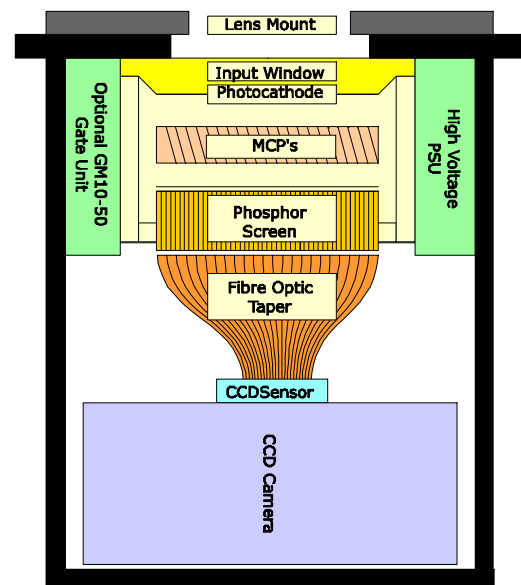 Lens Mount
Input Window
Photocathode
Optional GM10-50
Gate Unit
High Voltage
PSU
MCP's
Phosphor
Screen
Fibre Optic
Taper
CCDSensor
CCD Camera